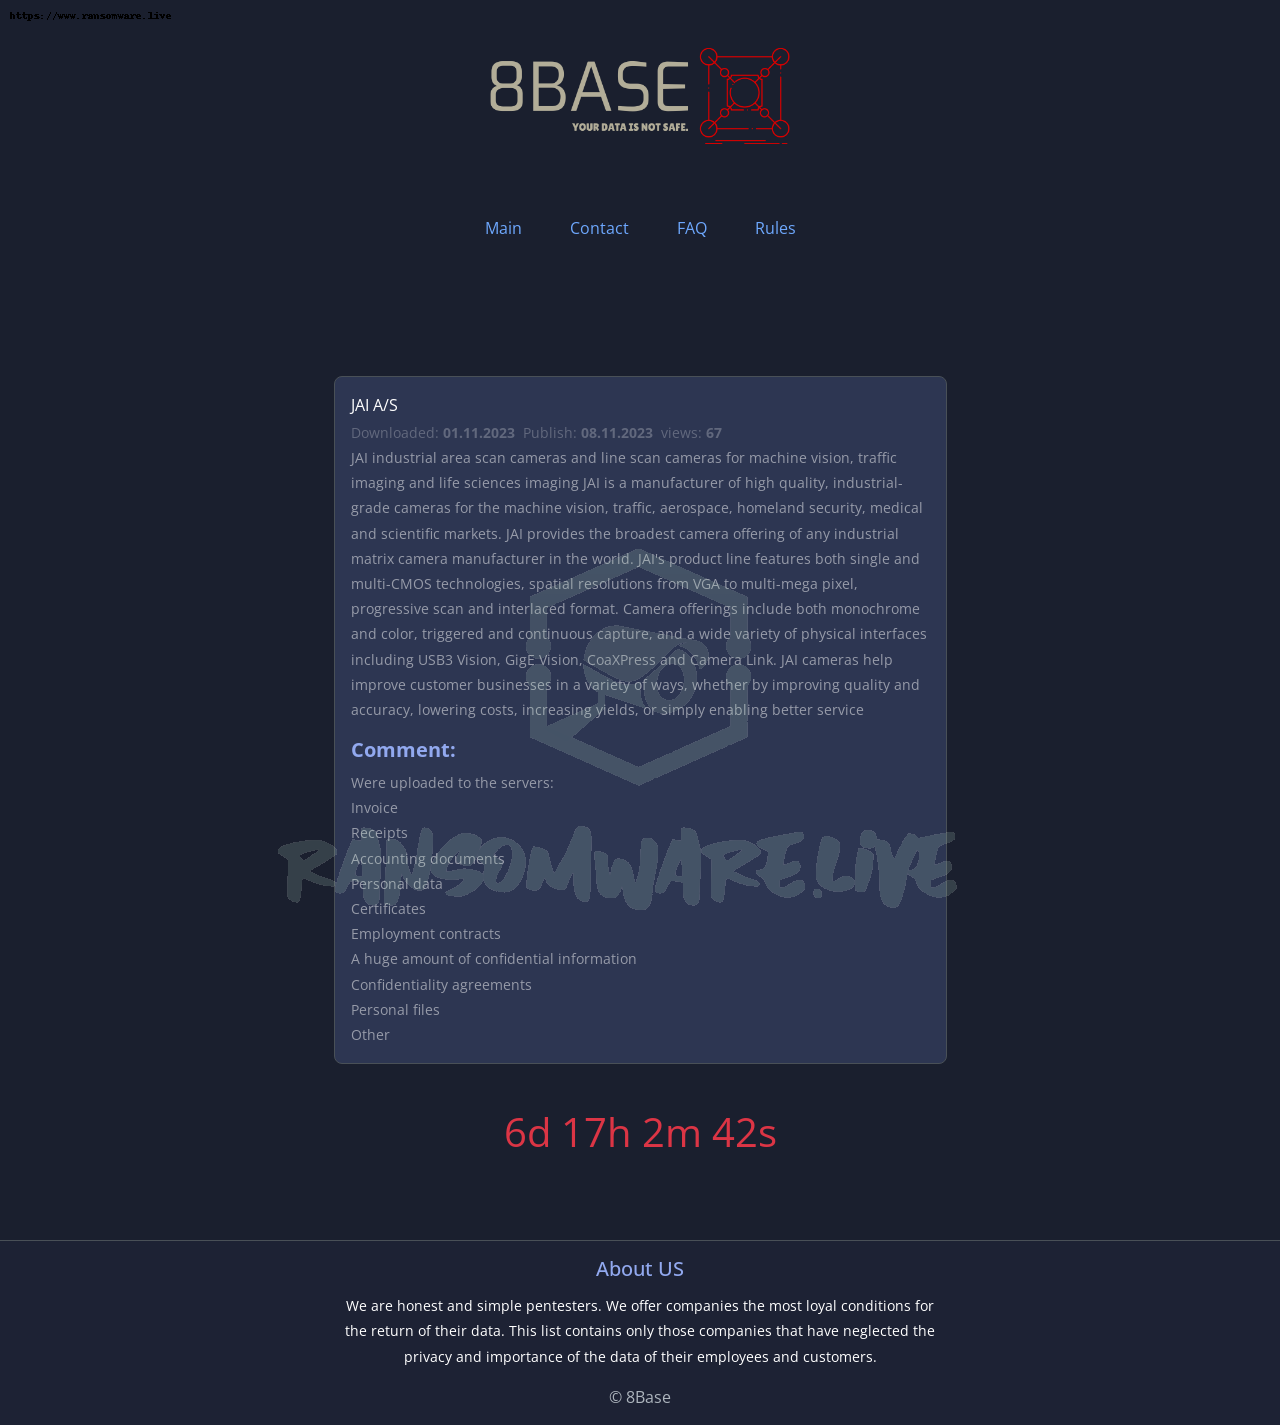 https://www.ransomware.live
8BASE
YOUR DATA IS NOT SAFE.
Main Contact FAQ Rules
JAI A/S
Downloaded: 01.11.2023 Publish: 08.11.2023 views: 67
JAI industrial area scan cameras and line scan cameras for machine vision, traffic
imaging and life sciences imaging JAI is a manufacturer of high quality, industrial-
grade cameras for the machine vision, traffic, aerospace, homeland security, medical
and scientific markets. JAI provides the broadest camera offering of any industrial
matrix camera manufacturer in the world. JAI's product line features both single and
multi-CMOS technologies, spatial resolutions from VGA to multi-mega pixel,
progressive scan and interlaced format. Camera offerings include both monochrome
and color, triggered and continuous capture, and a wide variety of physical interfaces
including USB3 Vision, GigE Vision, CoaXPress and Camera Link. JAI cameras help
improve customer businesses in a variety of ways, whether by improving quality and
accuracy, lowering costs, increasing yields, or simply enabling better service
Comment:
Were uploaded to the servers:
Invoice
Receipts
Accounting documents
Personal data
Certificates
Employment contracts
A huge amount of confidential information
Confidentiality agreements
Personal files
Other
RANSOMWARE.LIVE
6d 17h 2m 42s
About US
We are honest and simple pentesters. We offer companies the most loyal conditions for
the return of their data. This list contains only those companies that have neglected the
privacy and importance of the data of their employees and customers.
© 8Base